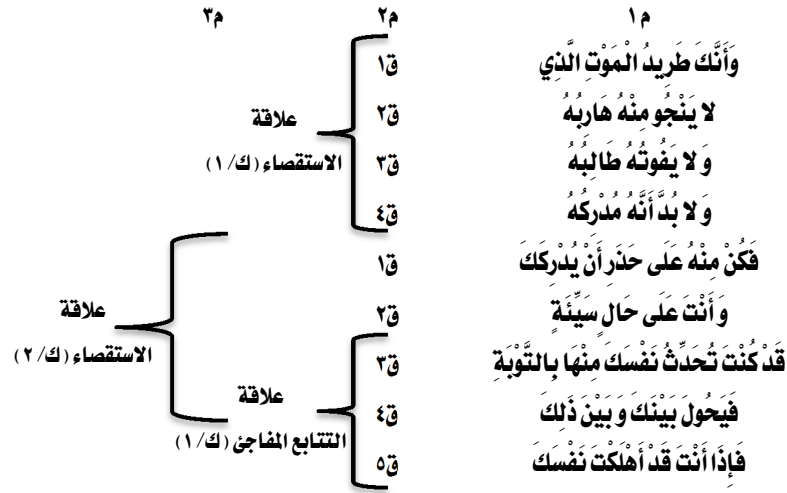 م١ م٢ م٣
وَأَنَّكَ طَرِيدُ الْمَوْتِ الَّذِي ق١
لا يَنْجُو مِنْهُ هَارِبُهُ ق٢
علاقة
وَ لا يَفُوتُهُ طَالِبُهُ ق٣ الاستقصاء (ك/ ١)
وَ لا بُدَّ أَنَّهُ مُدْرِكُهُ ق٤
فَكُنْ مِنْهُ عَلَى حَذَرِ أَنْ يُدْرِكَكَ ق١
وَ أَنْتَ عَلَى حَالٍ سَيِّئَةٍ ق٢ علاقة
قَدْ كُنْتَ تُحَدِّثُ نَفْسَكَ مِنْهَا بِالتَّوْبَةِ ق٣ الاستقصاء (ك/ ٢)
علاقة
فَيَحُولَ بَيْنَكَ وَ بَيْنَ ذَلِكَ ق٤
التتابع المفاجئ (ك/ ١)
فَإِذَا أَنْتَ قَدْ أَهْلَكْتَ نَفْسَكَ ق٥